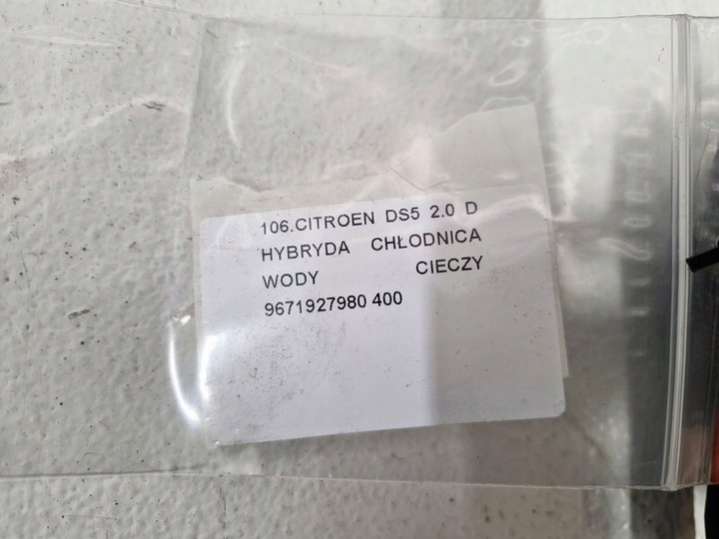 106.CITROEN DS5 2.0 D
HYBRYDA CHŁODNICA
WODY CIECZY
9671927980 400